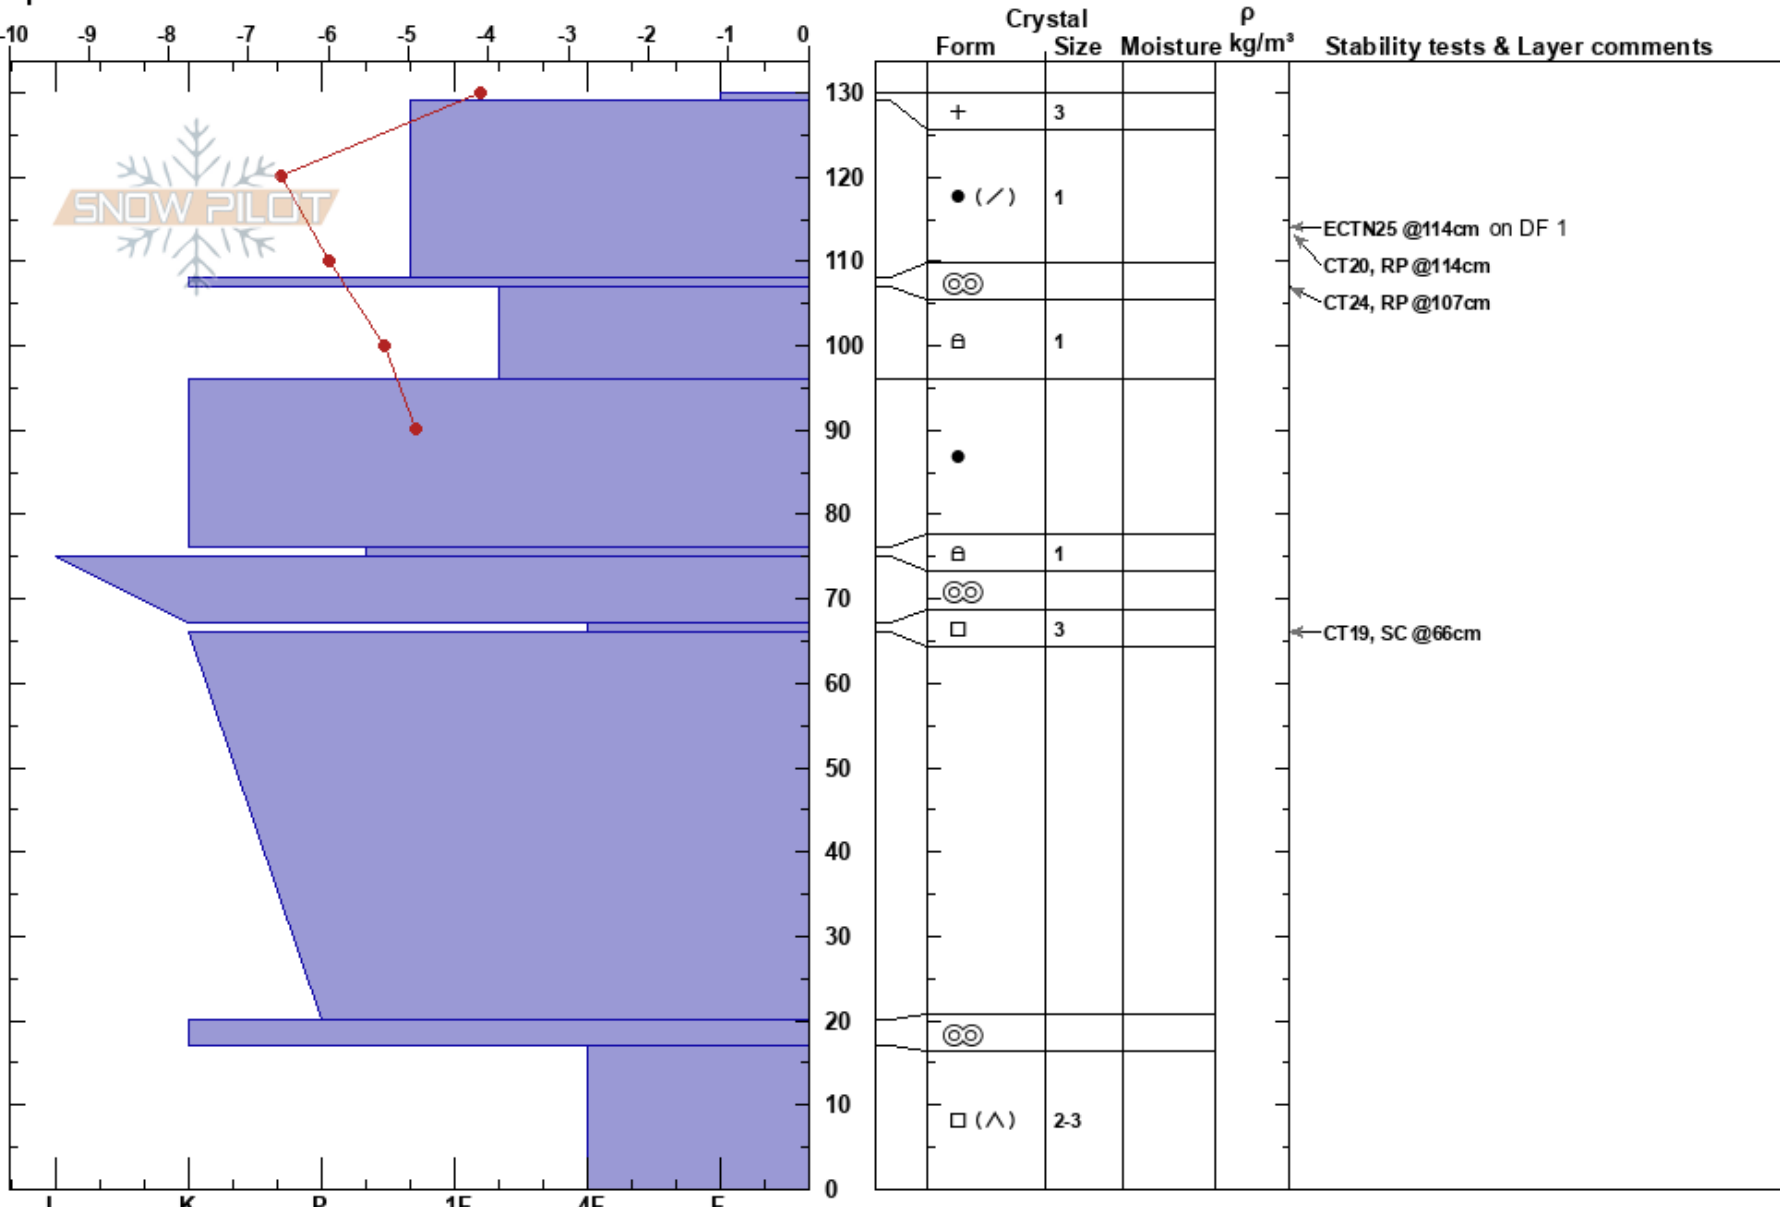 Crystal ρ
Form Size Moisture kg/m³ Stability tests & Layer comments
-10 -9 -8 -7 -6 -5 -4 -3 -2 -1 0
SNOW PILOT
130
120
110
100
90
80
70
60
50
40
30
20
10
0
+ 3
● (∕) 1
1
●
1
□ 3
□ (∧) 2-3
ECTN25 @114cm on DF 1
CT20, RP @114cm
CT24, RP @107cm
CT19, SC @66cm
I K P 1F 4F F